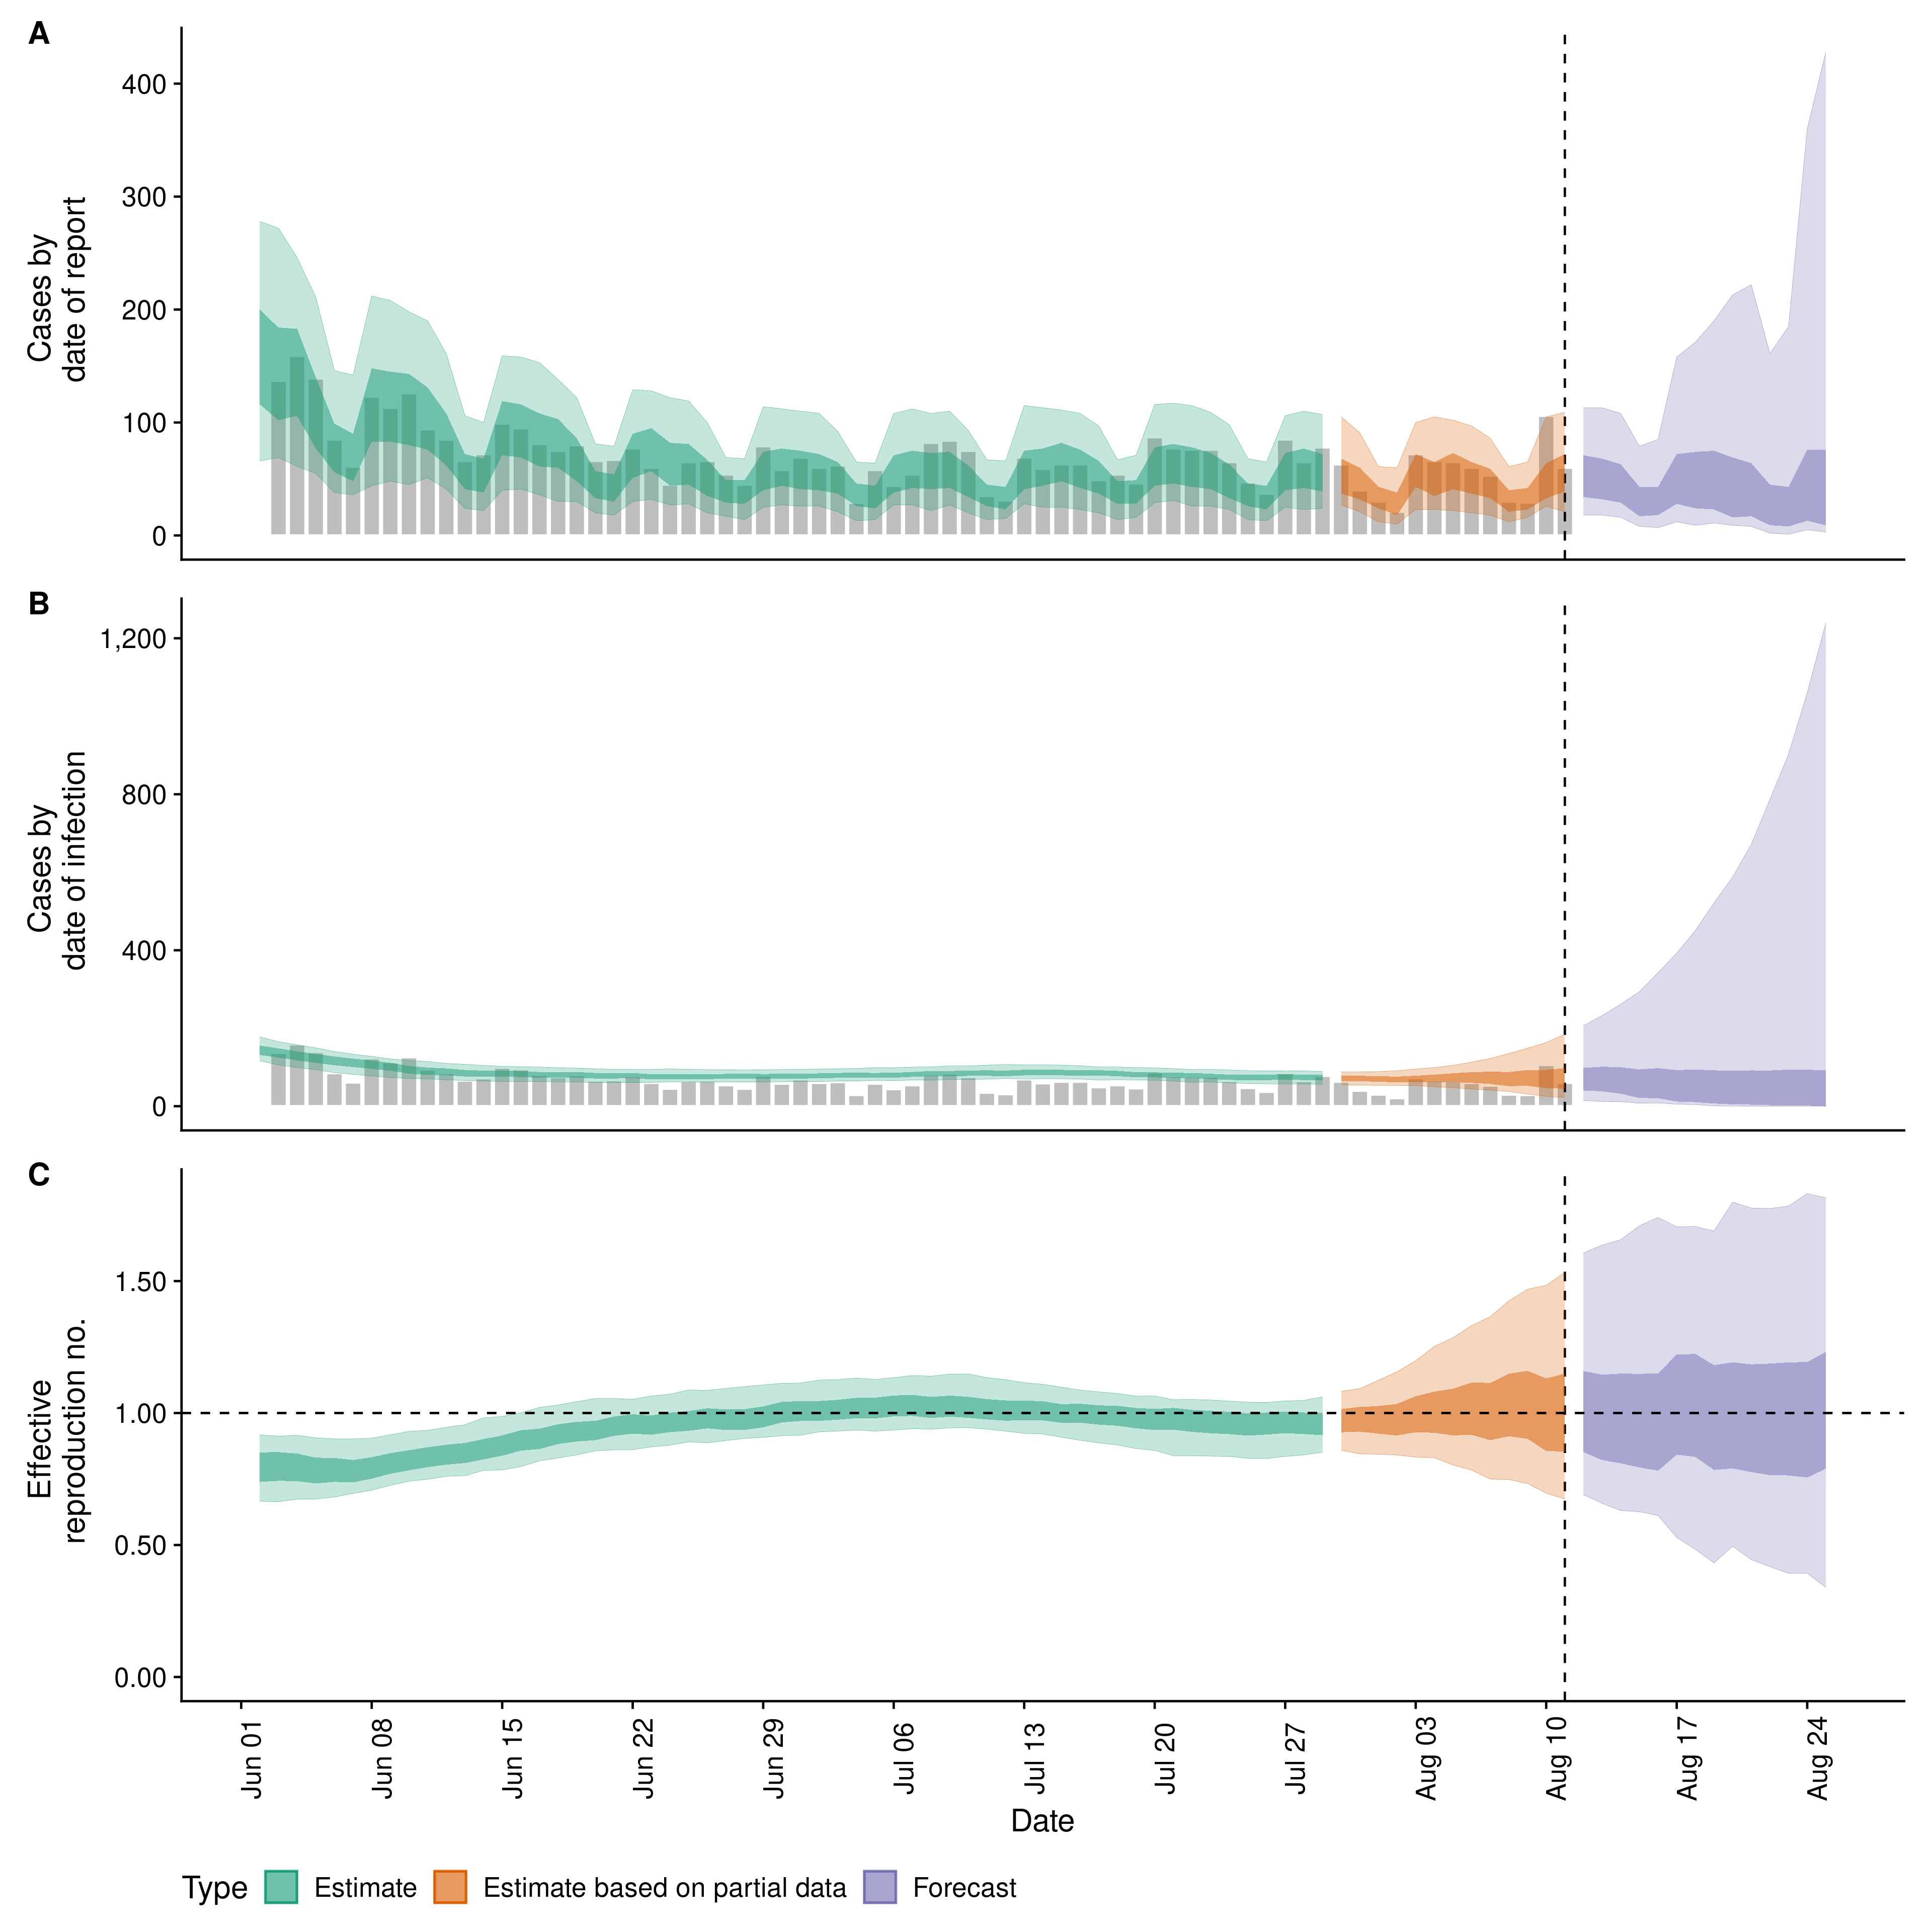 A
Cases by
date of report
400
300
200
100
0
B
Cases by
date of infection
1,200
800
400
0
C
Effective
reproduction no.
1.50
1.00
0.50
0.00
Jun 01
Jun 08
Jun 15
Jun 22
Jun 29
Jul 06
Jul 13
Jul 20
Jul 27
Aug 03
Aug 10
Aug 17
Aug 24
Date
Type Estimate Estimate based on partial data Forecast